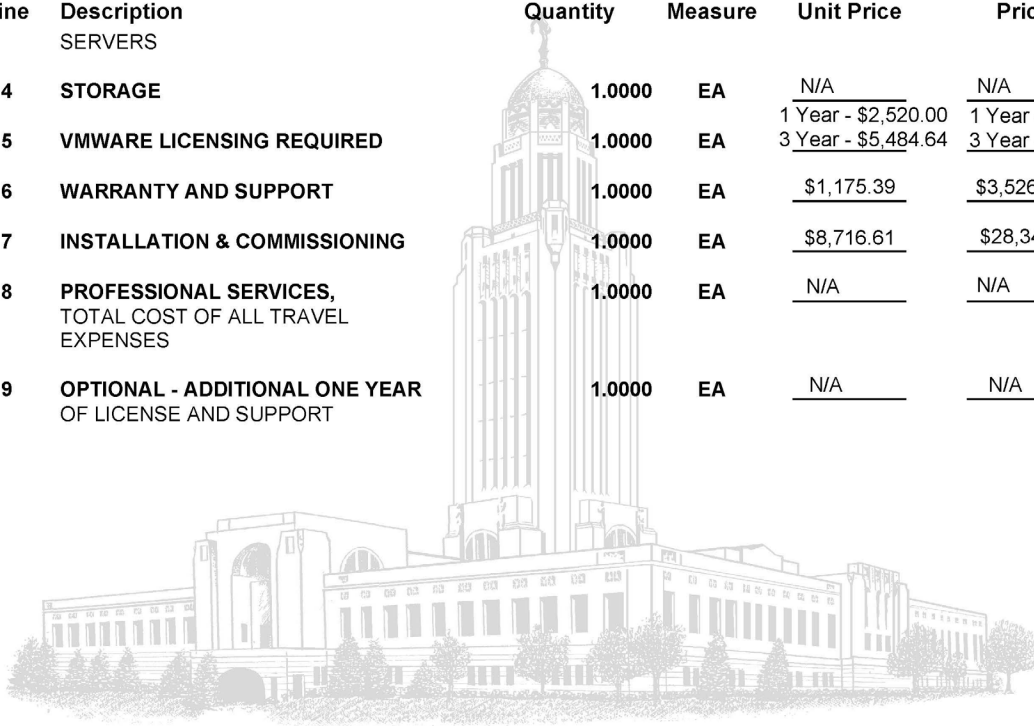 ine Description Quantity Measure Unit Price Pric
SERVERS
4 STORAGE 1.0000 EA N/A N/A
1 Year - $2,520.00 1 Year
5 VMWARE LICENSING REQUIRED 1.0000 EA 3 Year - $5,484.64 3 Year
6 WARRANTY AND SUPPORT 1.0000 EA $1,175.39 $3,526
7 INSTALLATION & COMMISSIONING 1.0000 EA $8,716.61 $28,34
8 PROFESSIONAL SERVICES, 1.0000 EA N/A N/A
TOTAL COST OF ALL TRAVEL
EXPENSES
9 OPTIONAL - ADDITIONAL ONE YEAR 1.0000 EA N/A N/A
OF LICENSE AND SUPPORT